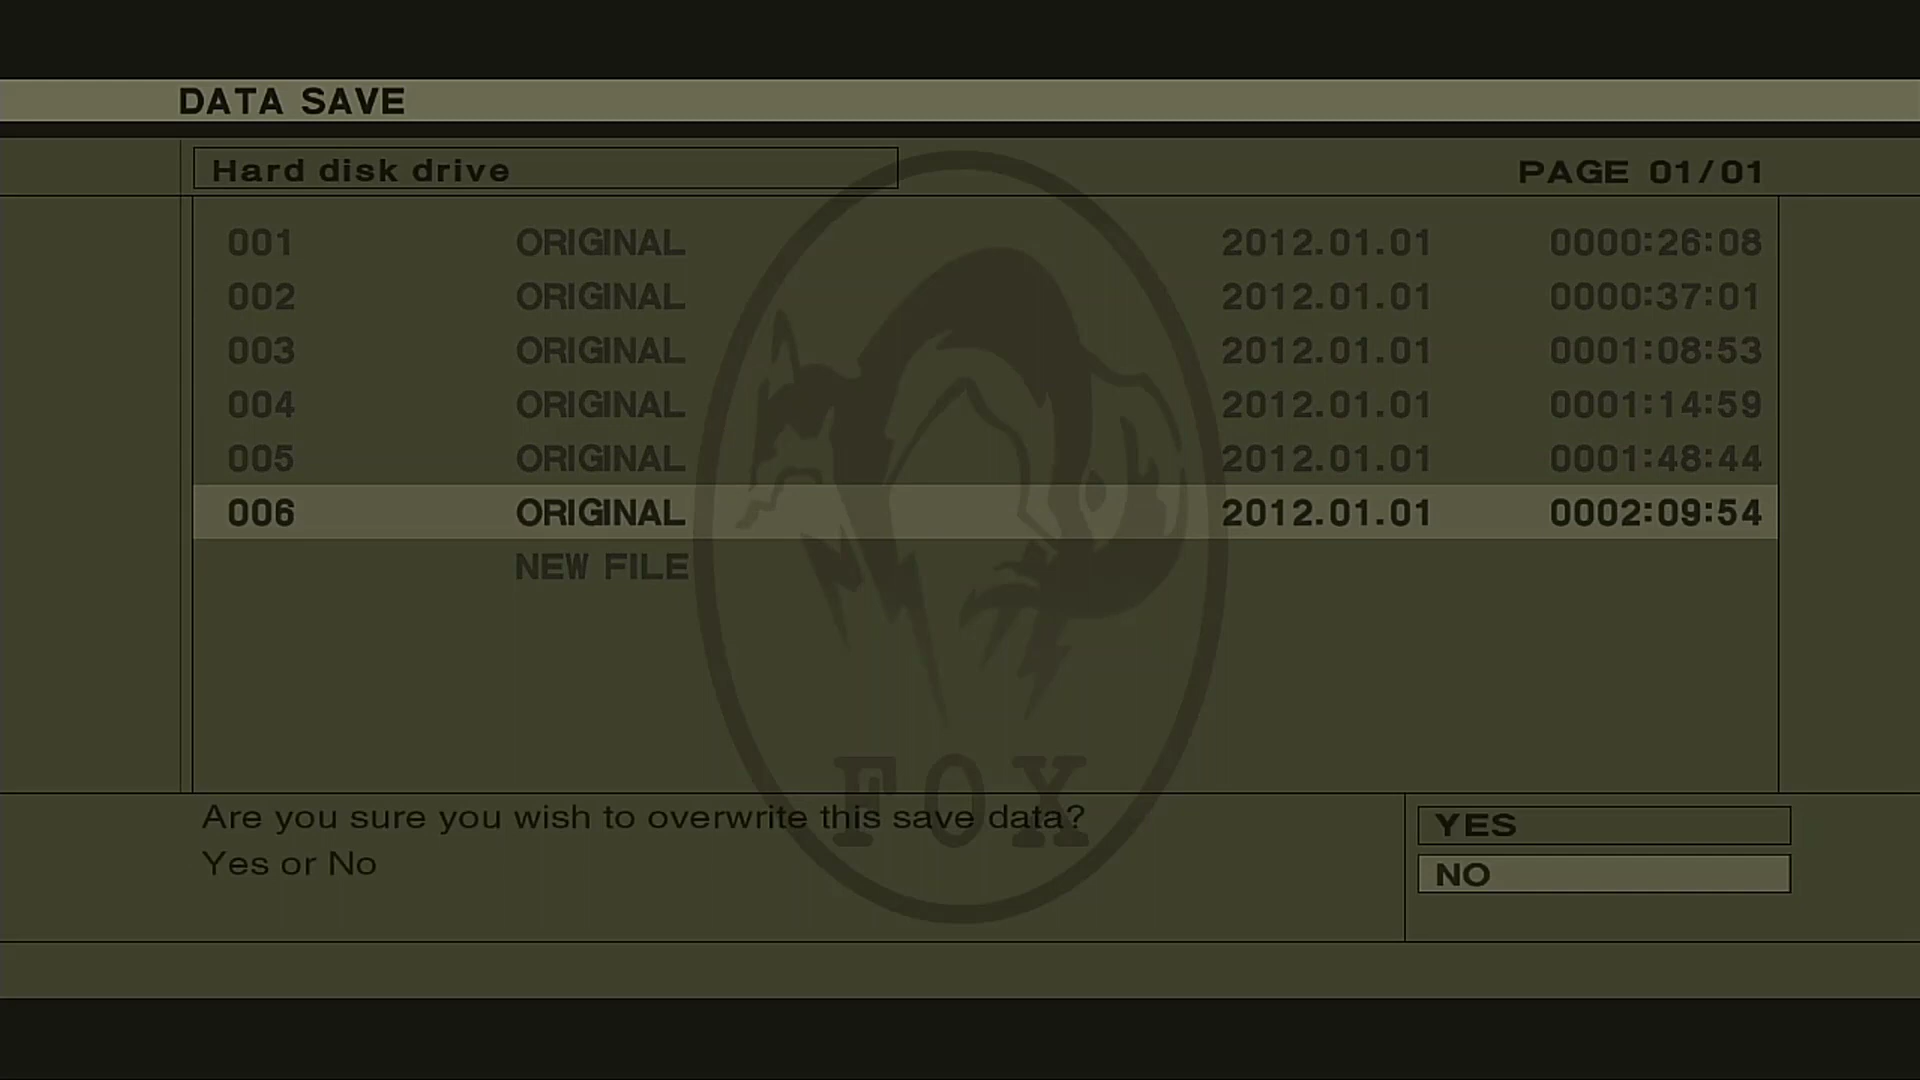 DATA SAVE
Hard disk drive PAGE 01/01
001 ORIGINAL 2012.01.01 0000:26:08
002 ORIGINAL 2012.01.01 0000:37:01
003 ORIGINAL 2012.01.01 0001:08:53
004 ORIGINAL 2012.01.01 0001:14:59
005 ORIGINAL 2012.01.01 0001:48:44
006 ORIGINAL 2012.01.01 0002:09:54
NEW FILE
FOX
Are you sure you wish to overwrite this save data?
Yes or No
YES
NO